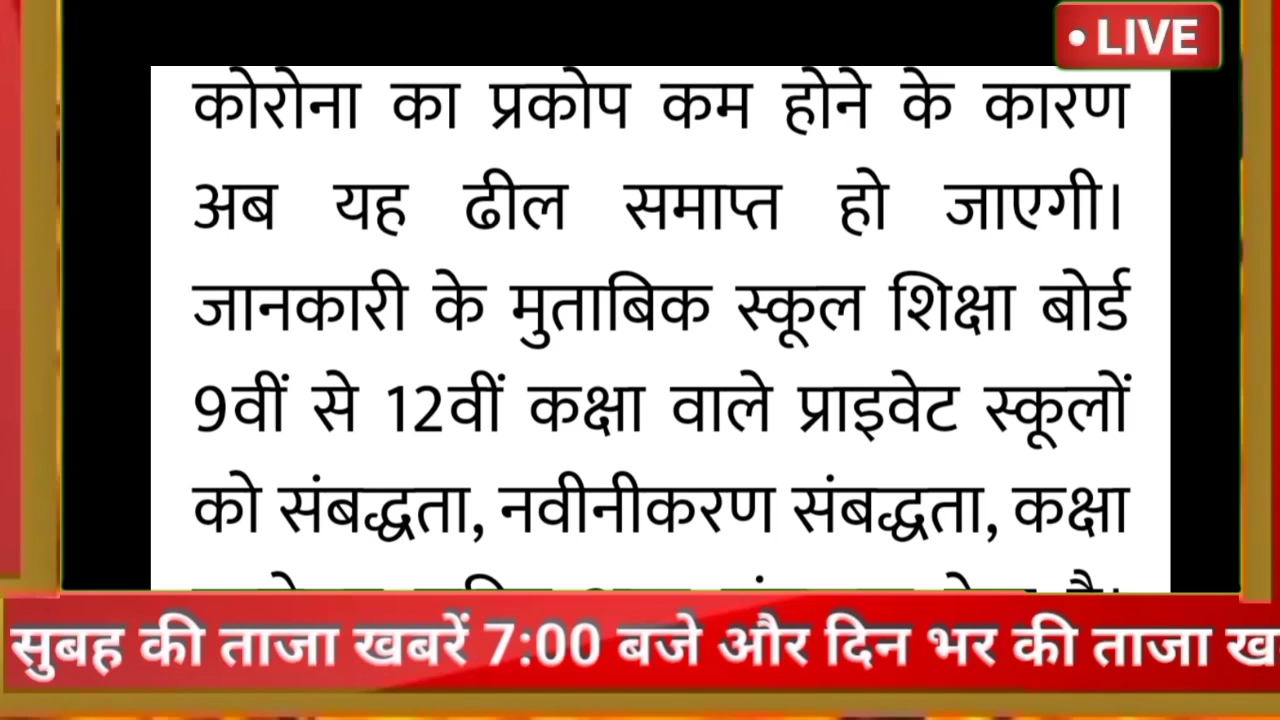 LIVE
कोरोना का प्रकोप कम होने के कारण
अब यह ढील समाप्त हो जाएगी।
जानकारी के मुताबिक स्कूल शिक्षा बोर्ड
9वीं से 12वीं कक्षा वाले प्राइवेट स्कूलों
को संबद्धता, नवीनीकरण संबद्धता, कक्षा
सुबह की ताजा खबरें 7:00 बजे और दिन भर की ताजा